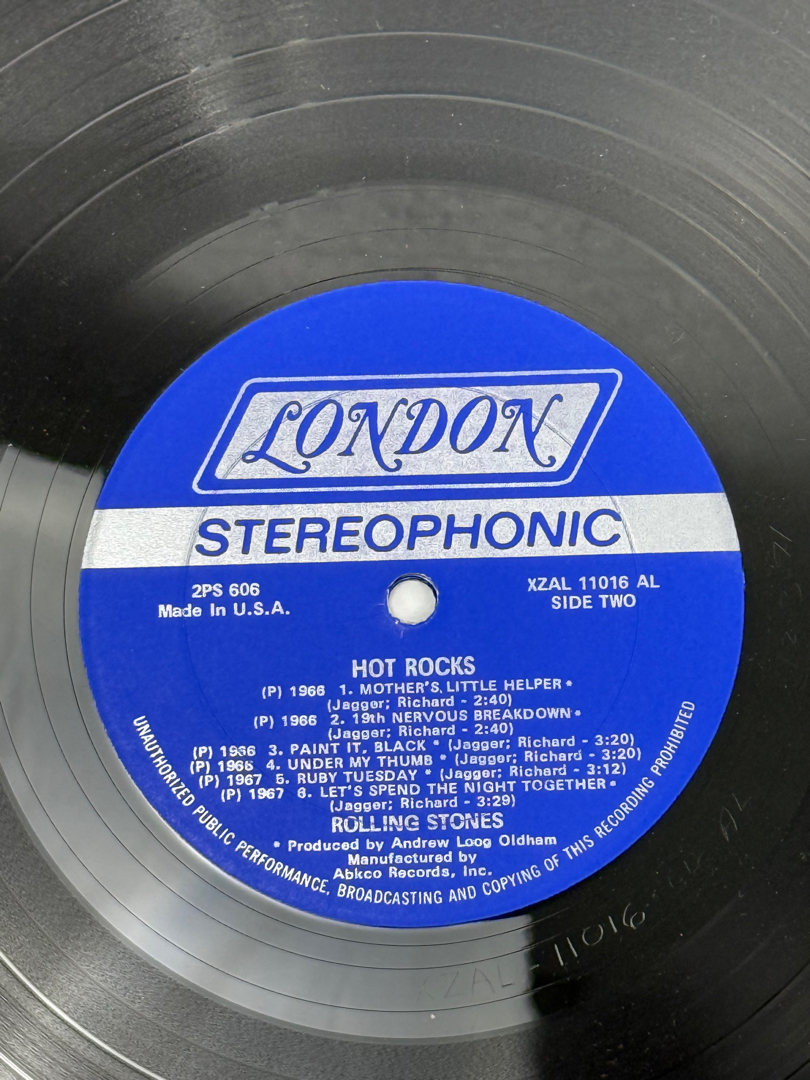 LONDON
STEREOPHONIC
2PS 606
Made In U.S.A.
XZAL 11016 AL
SIDE TWO
HOT ROCKS
(P) 1966 1. MOTHER'S LITTLE HELPER *
(Jagger; Richard - 2:40)
(P) 1966 2. 19th NERVOUS BREAKDOWN *
(Jagger; Richard - 2:40)
(P) 1966 3. PAINT IT, BLACK * (Jagger; Richard - 3:20)
(P) 1966 4. UNDER MY THUMB * (Jagger; Richard - 3:20)
(P) 1967 5. RUBY TUESDAY * (Jagger; Richard - 3:12)
(P) 1967 6. LET'S SPEND THE NIGHT TOGETHER *
(Jagger; Richard - 3:29)
ROLLING STONES
* Produced by Andrew Loog Oldham
Manufactured by
Abkco Records, Inc.
UNAUTHORIZED PUBLIC PERFORMANCE, BROADCASTING AND COPYING OF THIS RECORDING PROHIBITED
XZAL-11016 AL